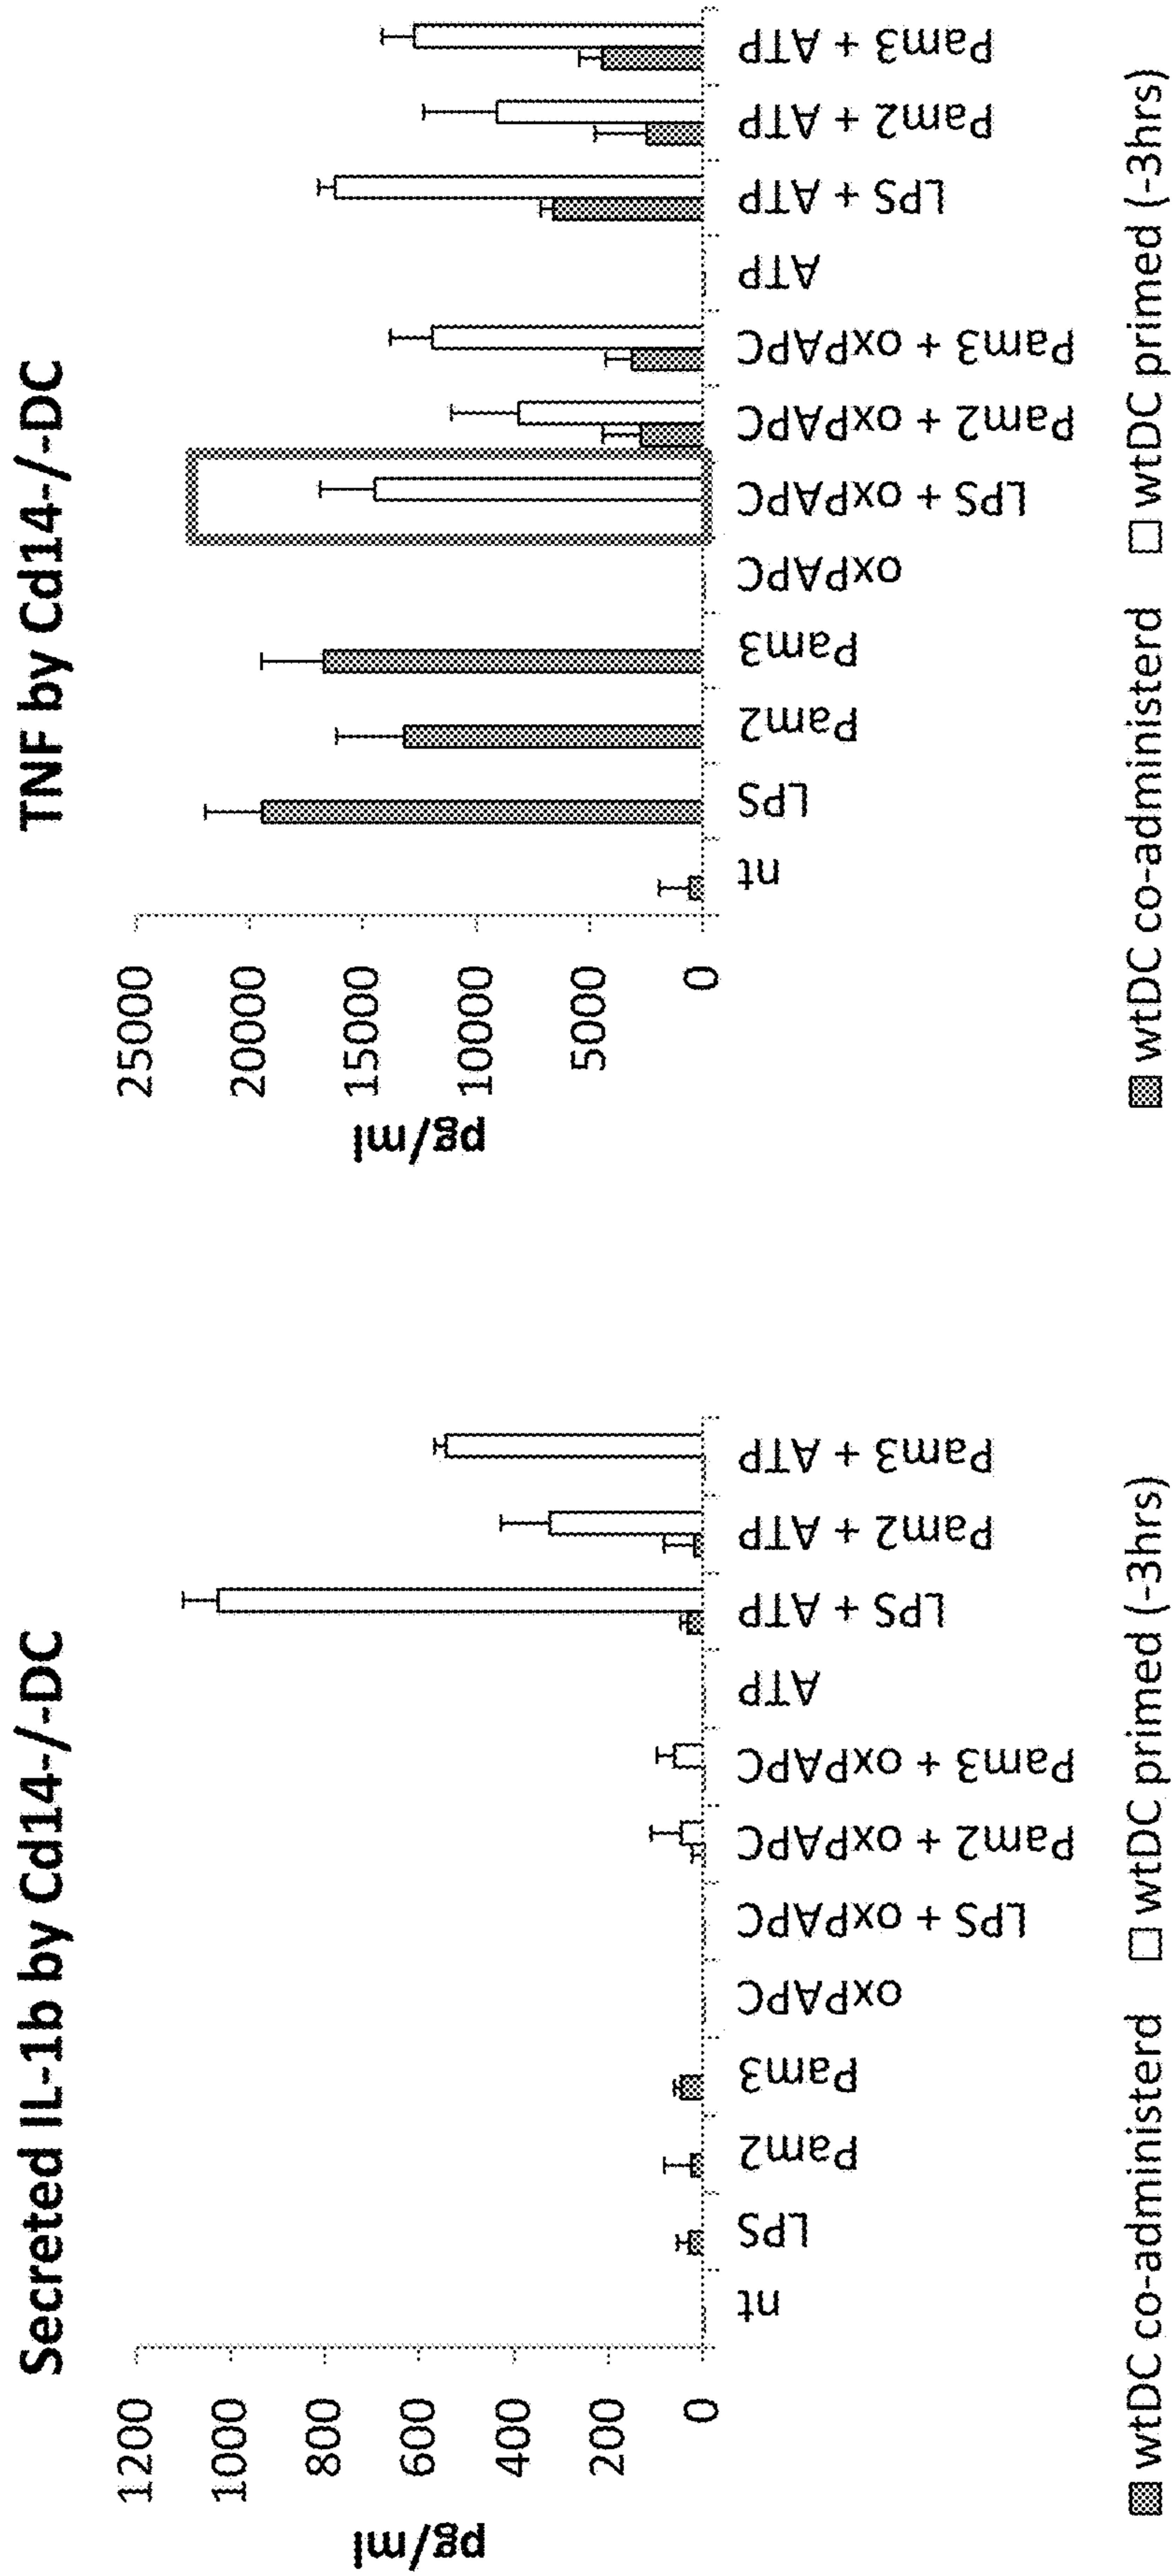 Secreted IL-1b by Cd14-/-DC
pg/ml
1200
1000
800
600
400
200
0
nt
LPS
Pam2
Pam3
oxPAPC
LPS + oxPAPC
Pam2 + oxPAPC
Pam3 + oxPAPC
ATP
LPS + ATP
Pam2 + ATP
Pam3 + ATP
wtDC co-administerd wtDC primed (-3hrs)
TNF by Cd14-/-DC
pg/ml
25000
20000
15000
10000
5000
0
nt
LPS
Pam2
Pam3
oxPAPC
LPS + oxPAPC
Pam2 + oxPAPC
Pam3 + oxPAPC
ATP
LPS + ATP
Pam2 + ATP
Pam3 + ATP
wtDC co-administerd wtDC primed (-3hrs)